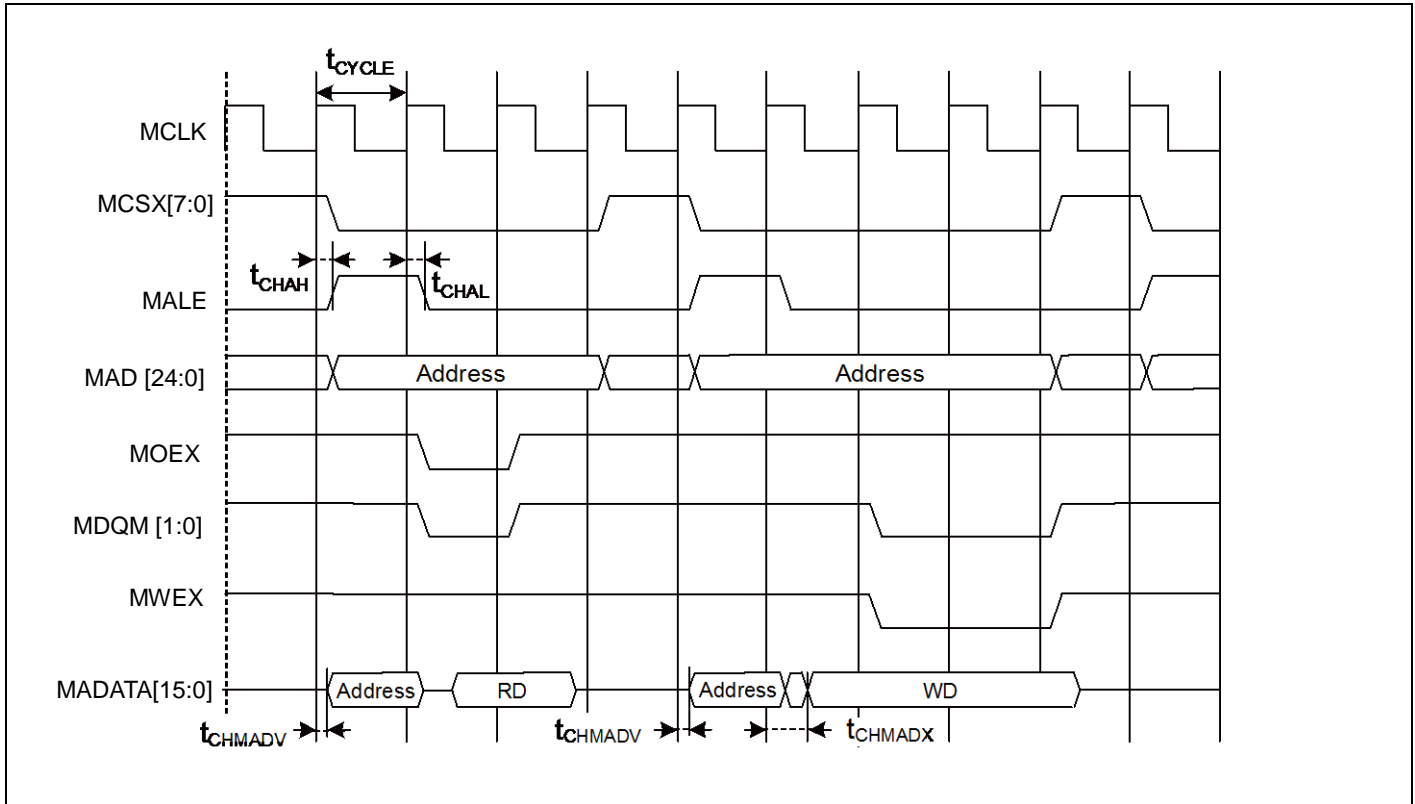 tCYCLE
MCLK
MCSX[7:0]
tCHAH
tCHAL
MALE
MAD [24:0]
Address
Address
MOEX
MDQM [1:0]
MWEX
MADATA[15:0]
Address
RD
Address
WD
tCHMADV
tCHMADV
tCHMADX